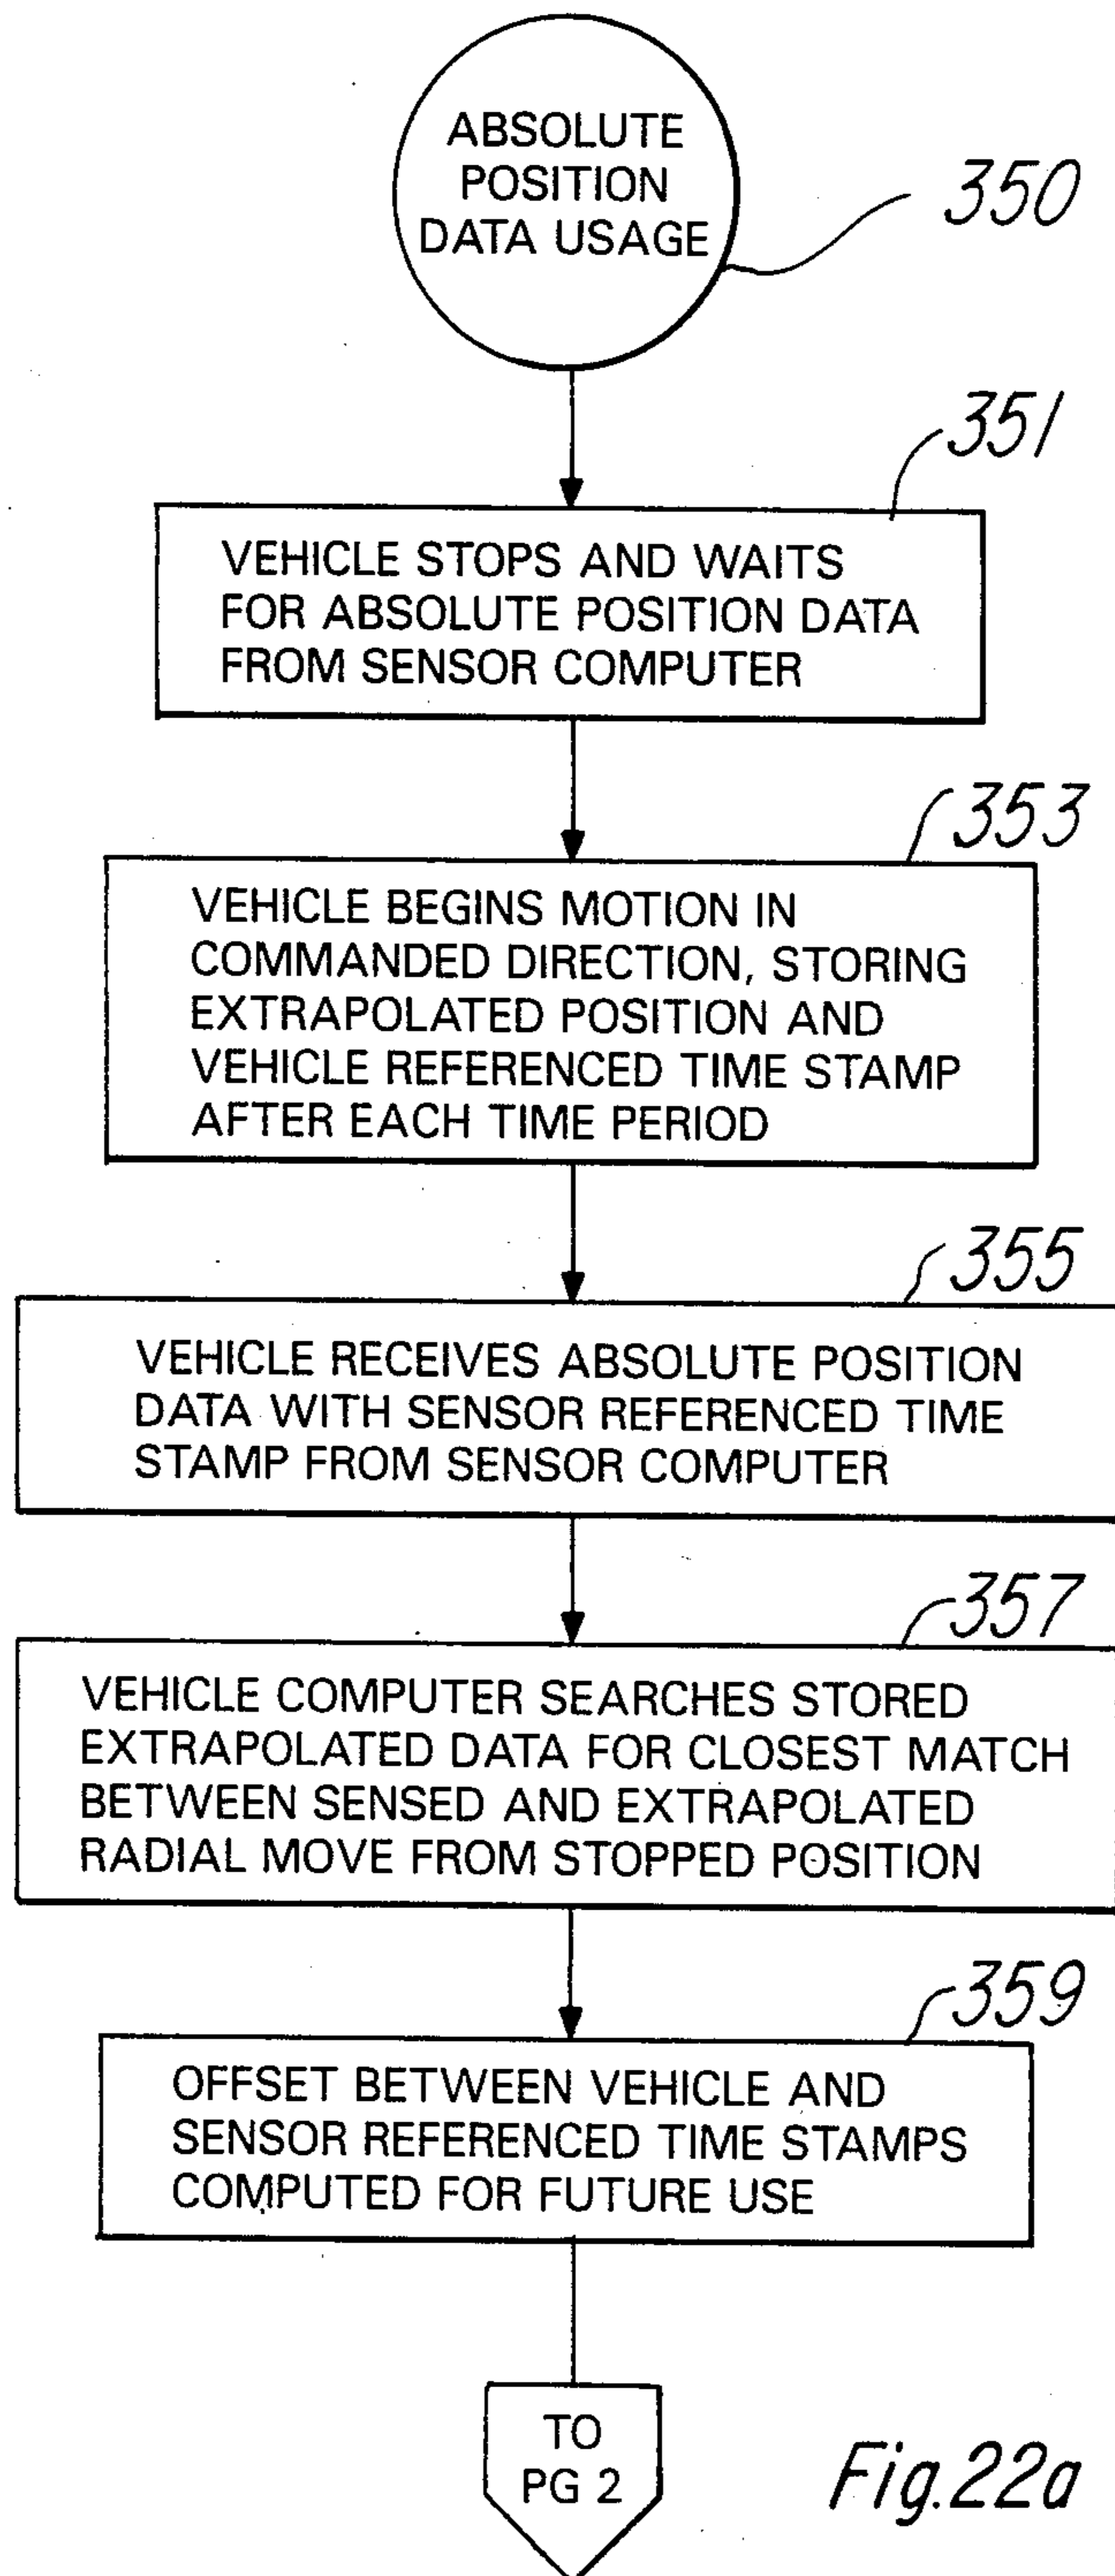 ABSOLUTE
POSITION
DATA USAGE
350
351
VEHICLE STOPS AND WAITS
FOR ABSOLUTE POSITION DATA
FROM SENSOR COMPUTER
353
VEHICLE BEGINS MOTION IN
COMMANDED DIRECTION, STORING
EXTRAPOLATED POSITION AND
VEHICLE REFERENCED TIME STAMP
AFTER EACH TIME PERIOD
355
VEHICLE RECEIVES ABSOLUTE POSITION
DATA WITH SENSOR REFERENCED TIME
STAMP FROM SENSOR COMPUTER
357
VEHICLE COMPUTER SEARCHES STORED
EXTRAPOLATED DATA FOR CLOSEST MATCH
BETWEEN SENSED AND EXTRAPOLATED
RADIAL MOVE FROM STOPPED POSITION
359
OFFSET BETWEEN VEHICLE AND
SENSOR REFERENCED TIME STAMPS
COMPUTED FOR FUTURE USE
TO
PG 2
Fig. 22a